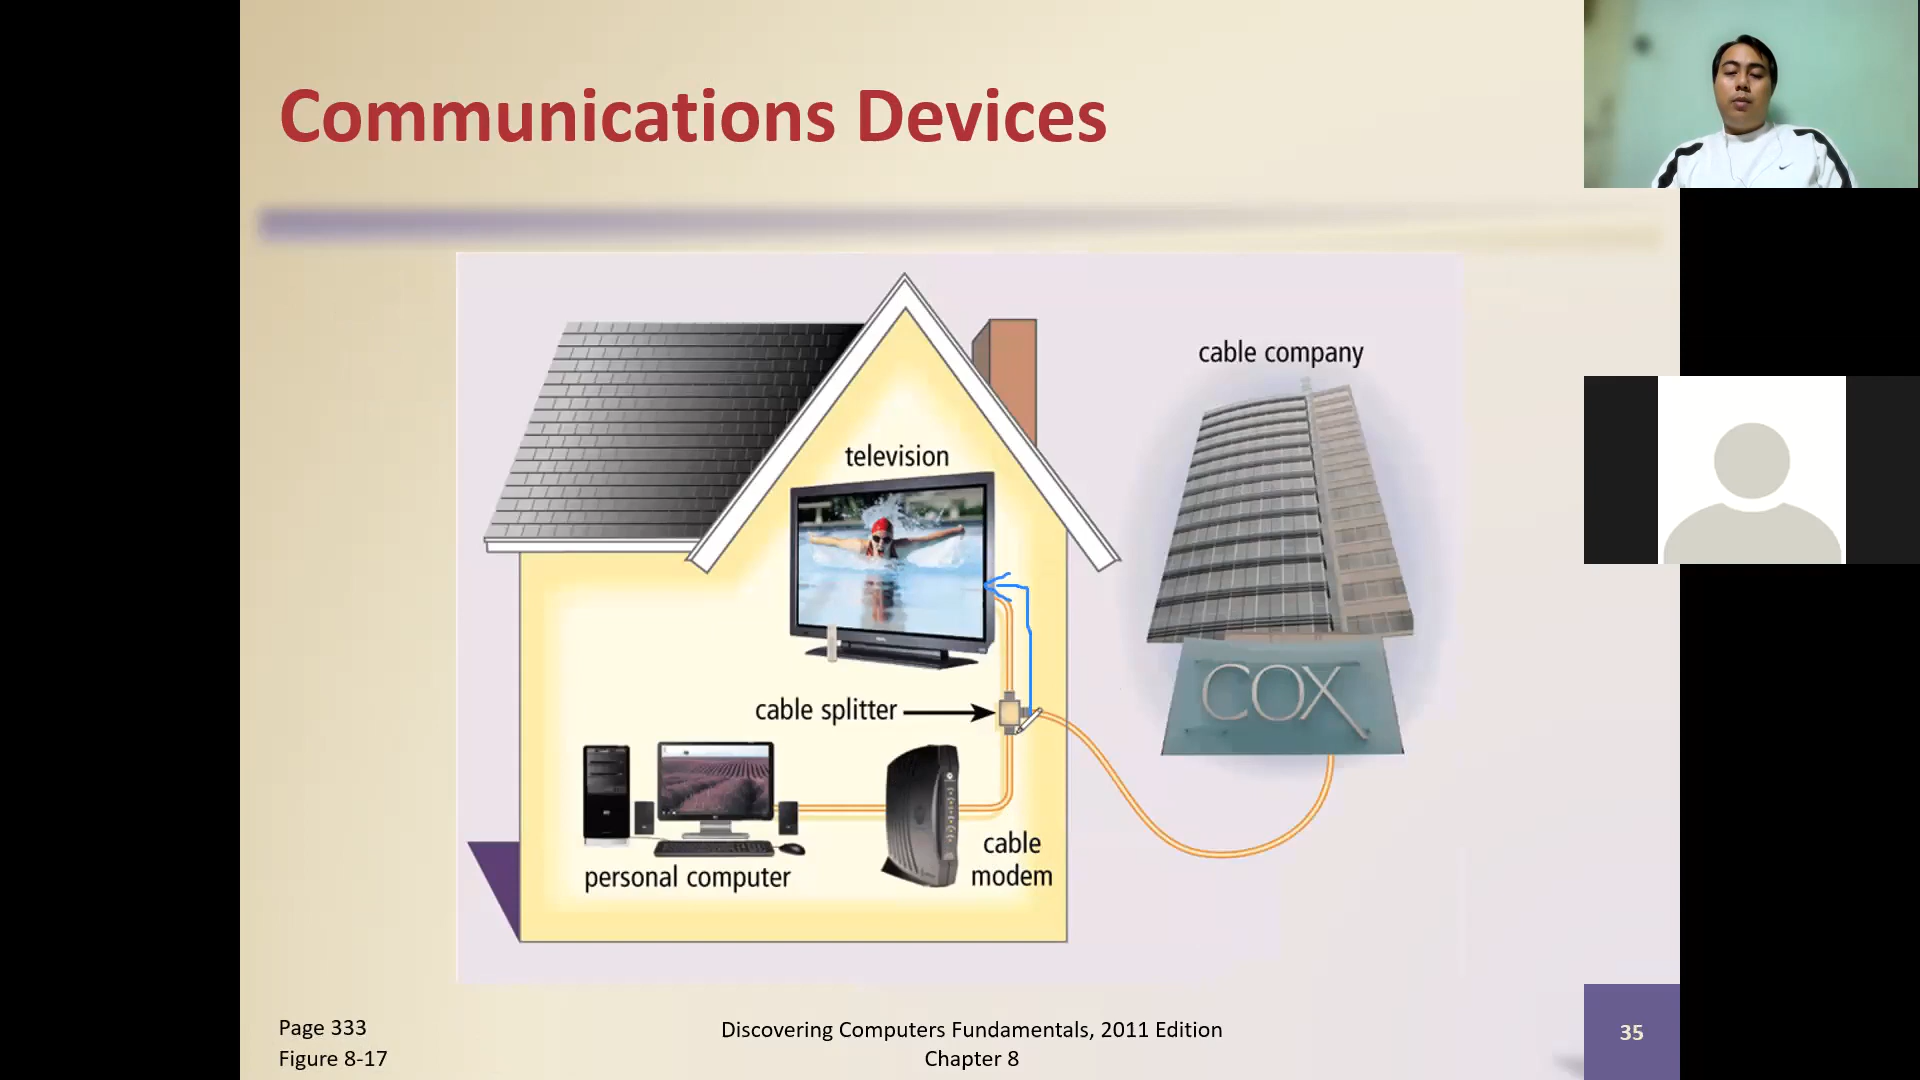 Communications Devices
cable company
television
COX
cable splitter
cable
modem
personal computer
Page 333
Figure 8-17
Discovering Computers Fundamentals, 2011 Edition
Chapter 8
35